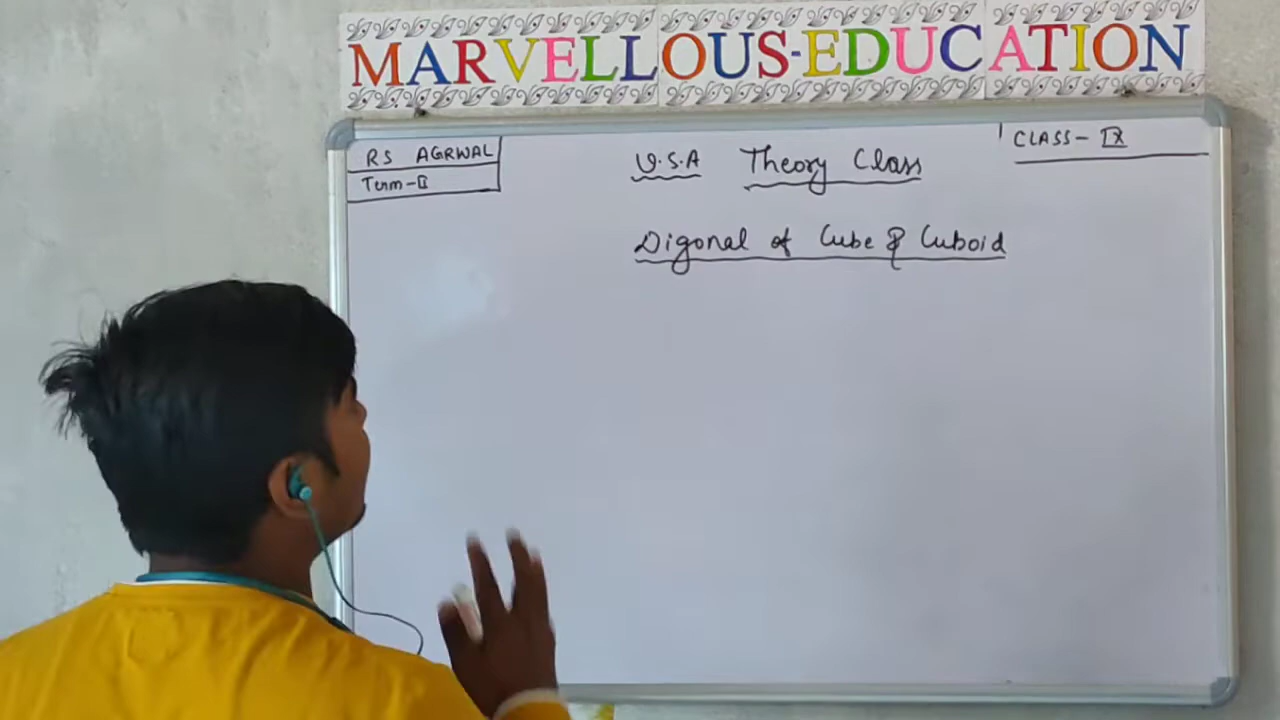 MARVELLOUS-EDUCATION
RS AGRWAL
Term-II
V.S.A Theory Class
CLASS-IX
Digonal of Cube & Cuboid